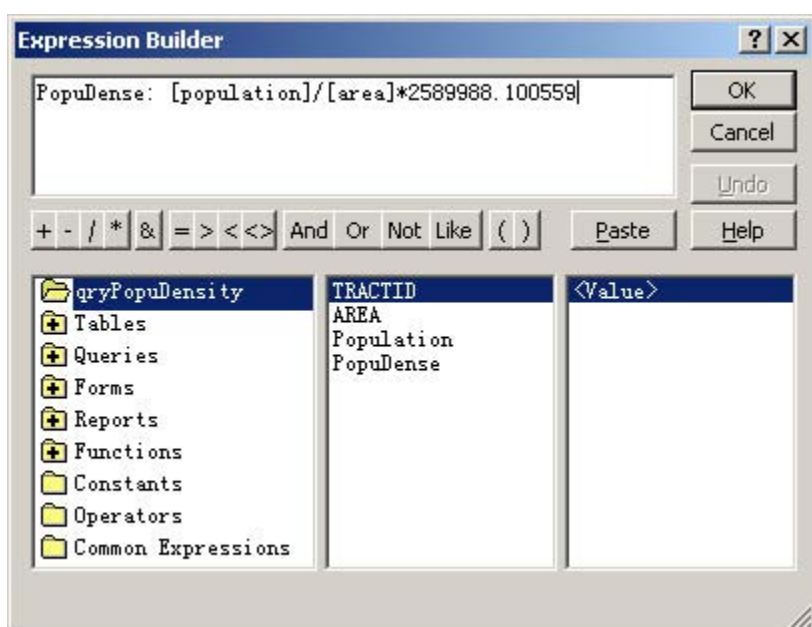 Expression Builder
? X
PopuDense: [population]/[area]*2589988.100559
OK
Cancel
Undo
+ - / * & = > < <> And Or Not Like ( ) Paste Help
qryPopuDensity
Tables
Queries
Forms
Reports
Functions
Constants
Operators
Common Expressions
TRACTID
AREA
Population
PopuDense
<Value>